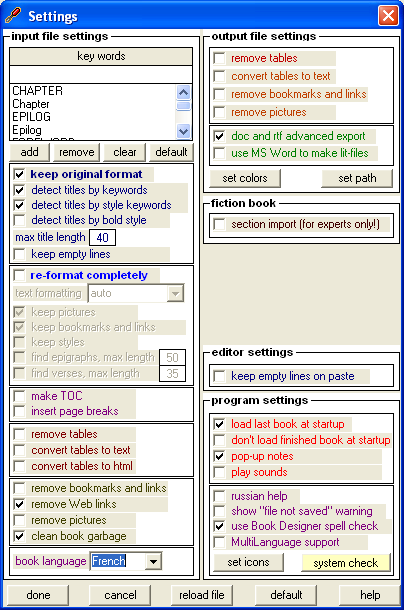 Settings
input file settings
key words
CHAPTER
Chapter
EPILOG
Epilog
add remove clear default
keep original format
detect titles by keywords
detect titles by style keywords
detect titles by bold style
max title length 40
keep empty lines
re-format completely
text formatting auto
keep pictures
keep bookmarks and links
keep styles
find epigraphs, max length 50
find verses, max length 35
make TOC
insert page breaks
remove tables
convert tables to text
convert tables to html
remove bookmarks and links
remove Web links
remove pictures
clean book garbage
book language French
output file settings
remove tables
convert tables to text
remove bookmarks and links
remove pictures
doc and rtf advanced export
use MS Word to make lit-files
set colors set path
fiction book
section import (for experts only!)
editor settings
keep empty lines on paste
program settings
load last book at startup
don't load finished book at startup
pop-up notes
play sounds
russian help
show "file not saved" warning
use Book Designer spell check
MultiLanguage support
set icons system check
done cancel reload file default help